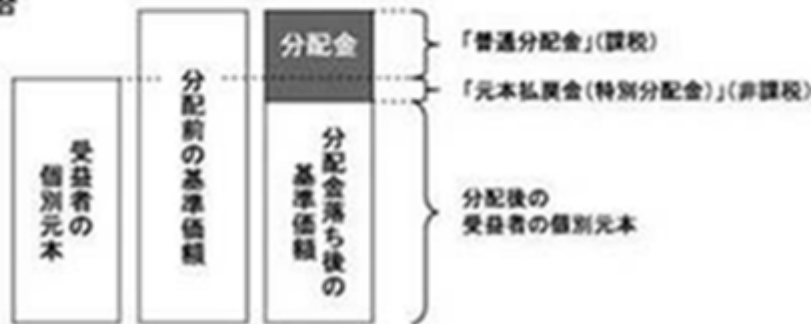 合
受益者の
個別元本
分配前の基準価額
分配金
分配金落ち後の
基準価額
「普通分配金」(課税)
「元本払戻金(特別分配金)」(非課税)
分配後の
受益者の個別元本